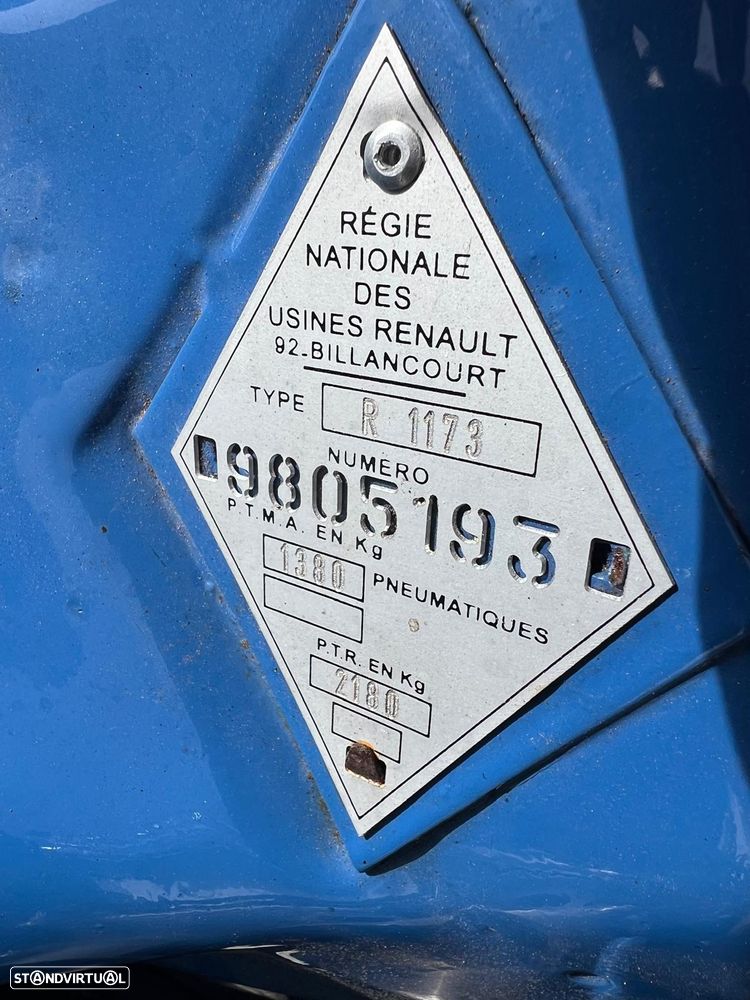 RÉGIE
NATIONALE
DES
USINES RENAULT
92-BILLANCOURT
TYPE R 1173
NUMERO
9805193
P.T.M.A. EN Kg
1380 PNEUMATIQUES
P.T.R. EN Kg
2180
STANDVIRTUAL